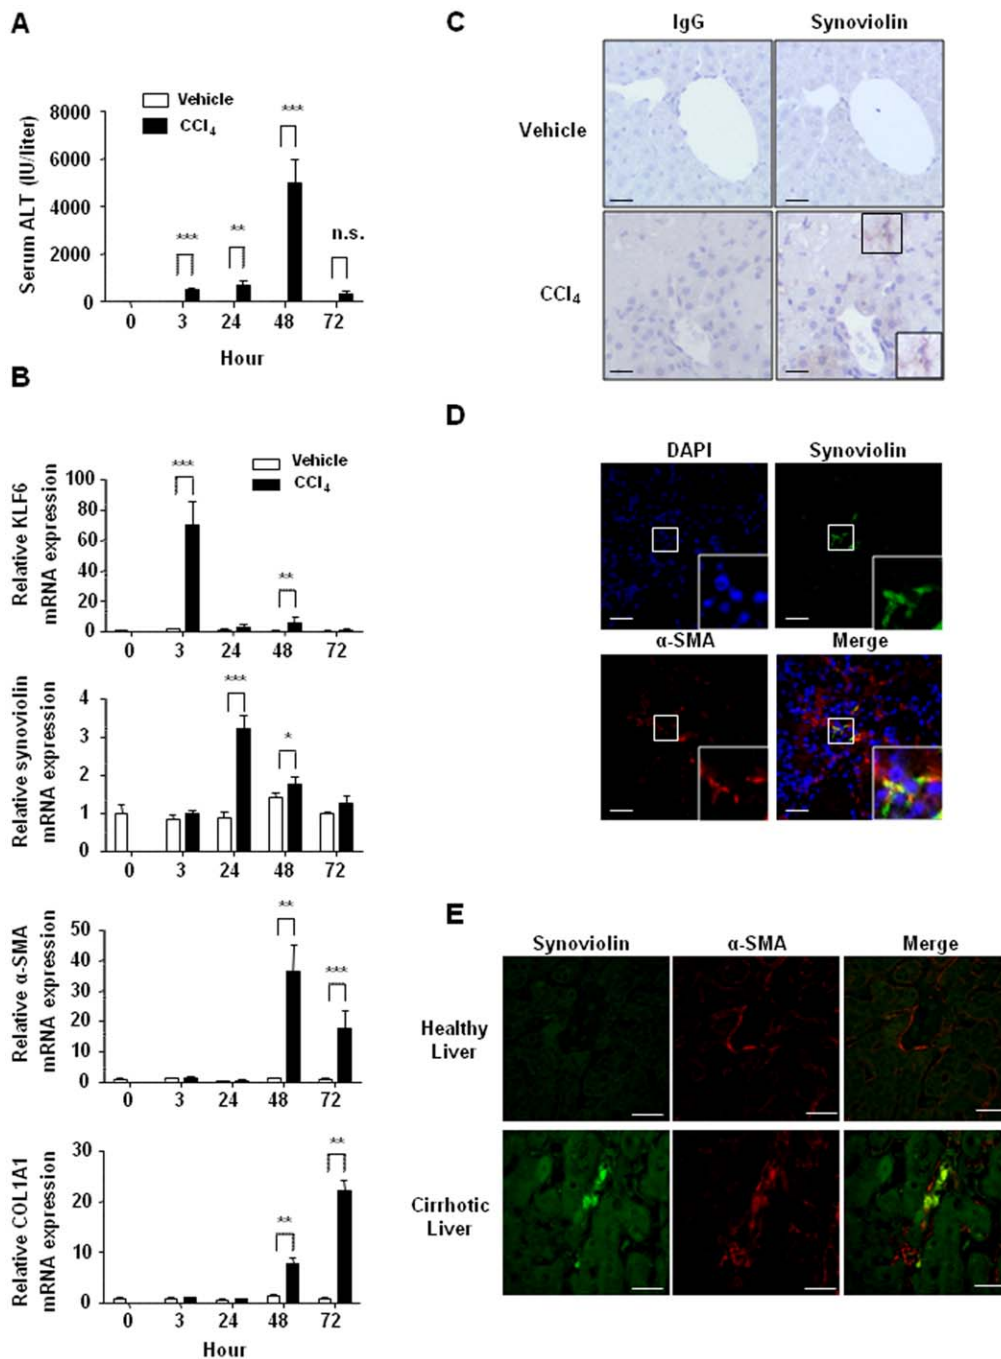 A
Vehicle
CCl4
***
8000
6000
4000
2000
0
Serum ALT (IU/liter)
***
**
n.s.
0 3 24 48 72
Hour
B
Vehicle
CCl4
***
**
100
80
60
40
20
0
Relative KLF6
mRNA expression
0 3 24 48 72
***
*
4
3
2
1
0
Relative synoviolin
mRNA expression
0 3 24 48 72
**
***
50
40
30
20
10
0
Relative α-SMA
mRNA expression
0 3 24 48 72
**
**
30
20
10
0
Relative COL1A1
mRNA expression
0 3 24 48 72
Hour
C
IgG Synoviolin
Vehicle
CCl4
D
DAPI Synoviolin
α-SMA Merge
E
Synoviolin α-SMA Merge
Healthy
Liver
Cirrhotic
Liver